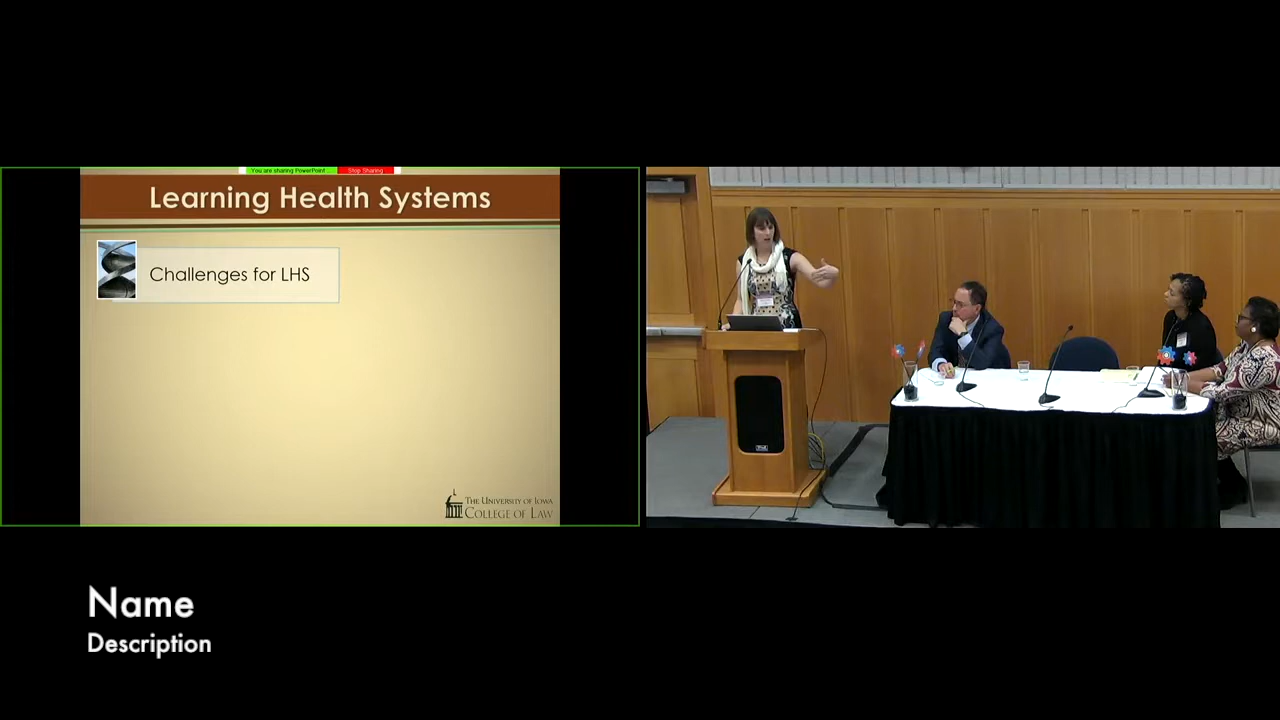 You are sharing PowerPoint ...
Stop Sharing
Learning Health Systems
Challenges for LHS
THE UNIVERSITY OF IOWA
COLLEGE OF LAW
Name
Description